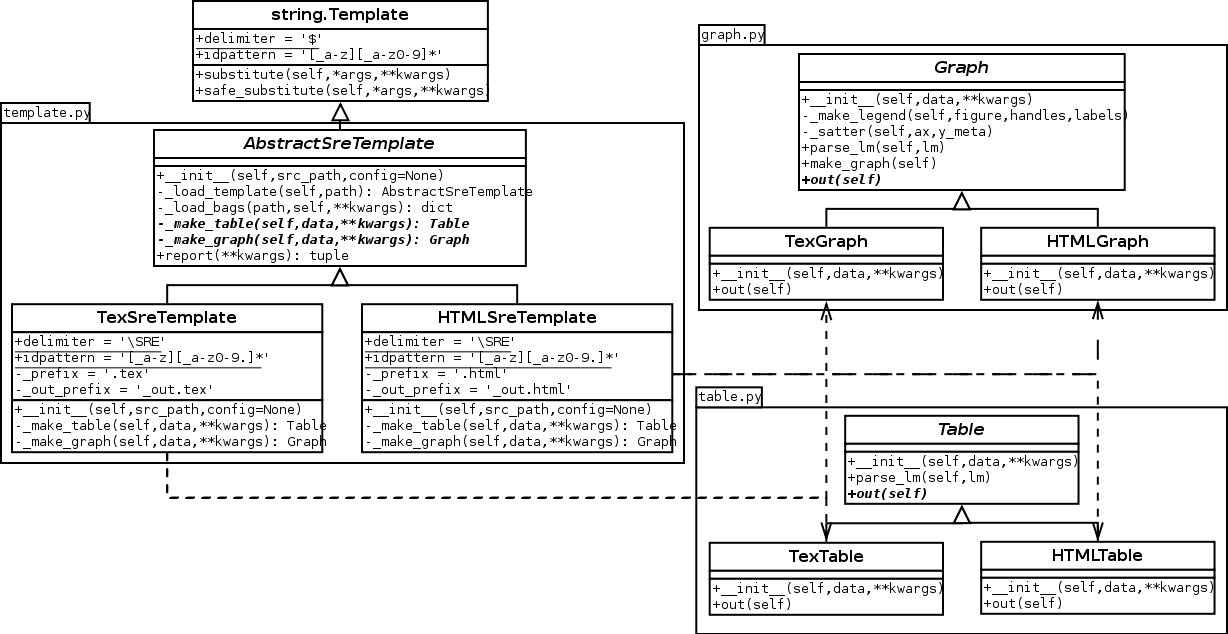 string.Template
+delimiter = '$'
+idpattern = '[_a-z][_a-z0-9]*'
+substitute(self,*args,**kwargs)
+safe_substitute(self,*args,**kwargs)
template.py
AbstractSreTemplate
+__init__(self,src_path,config=None)
-_load_template(self,path): AbstractSreTemplate
-_load_bags(path,self,**kwargs): dict
-_make_table(self,data,**kwargs): Table
-_make_graph(self,data,**kwargs): Graph
+report(**kwargs): tuple
TexSreTemplate
+delimiter = '\SRE'
+idpattern = '[_a-z][_a-z0-9.]*'
-_prefix = '.tex'
-_out_prefix = '_out.tex'
+__init__(self,src_path,config=None)
-_make_table(self,data,**kwargs): Table
-_make_graph(self,data,**kwargs): Graph
HTMLSreTemplate
+delimiter = '\SRE'
+idpattern = '[_a-z][_a-z0-9.]*'
-_prefix = '.html'
-_out_prefix = '_out.html'
+__init__(self,src_path,config=None)
-_make_table(self,data,**kwargs): Table
-_make_graph(self,data,**kwargs): Graph
graph.py
Graph
+__init__(self,data,**kwargs)
-_make_legend(self,figure,handles,labels)
-_satter(self,ax,y_meta)
+parse_lm(self,lm)
+make_graph(self)
+out(self)
TexGraph
+__init__(self,data,**kwargs)
+out(self)
HTMLGraph
+__init__(self,data,**kwargs)
+out(self)
table.py
Table
+__init__(self,data,**kwargs)
+parse_lm(self,lm)
+out(self)
TexTable
+__init__(self,data,**kwargs)
+out(self)
HTMLTable
+__init__(self,data,**kwargs)
+out(self)